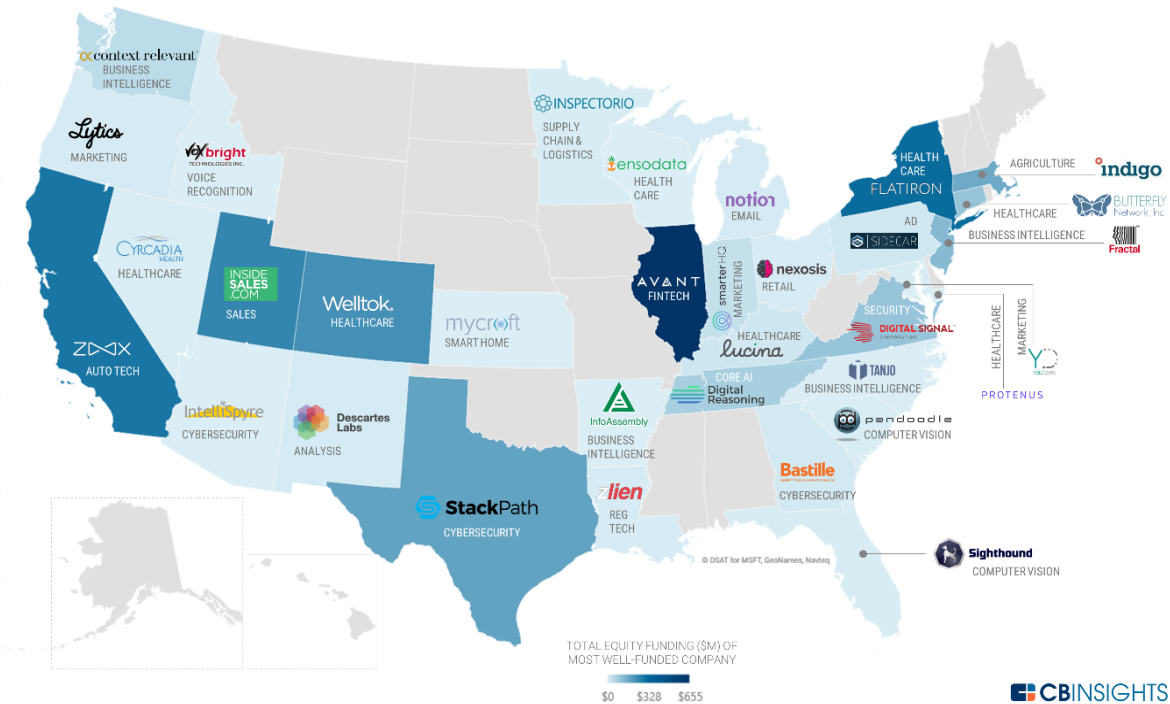 context relevant
BUSINESS
INTELLIGENCE
Lytics
MARKETING
VOXbright
TECHNOLOGIES INC.
VOICE
RECOGNITION
INSPECTORIO
SUPPLY
CHAIN &
LOGISTICS
ensodata
HEALTH
CARE
notion
EMAIL
HEALTH
CARE
FLATIRON
AGRICULTURE
indigo
HEALTHCARE
BUTTERFLY
Network, Inc.
BUSINESS INTELLIGENCE
Fractal
AD
SIDECAR
CYRCADIA
HEALTH
HEALTHCARE
INSIDE
SALES
.COM
SALES
Welltok.
HEALTHCARE
mycroft
SMART HOME
AVANT
FINTECH
smarterHQ
MARKETING
nexosis
RETAIL
SECURITY
DIGITAL SIGNAL
CORPORATION
HEALTHCARE
MARKETING
YOLODATA
PROTENUS
ZOOX
AUTO TECH
HEALTHCARE
lucina
CORE AI
Digital
Reasoning
TANJO
BUSINESS INTELLIGENCE
IntelliSpyre
CYBERSECURITY
Descartes
Labs
ANALYSIS
InfoAssembly
BUSINESS
INTELLIGENCE
pendoodle
COMPUTER VISION
Bastille
CYBERSECURITY
StackPath
CYBERSECURITY
zlien
REG
TECH
Sighthound
COMPUTER VISION
© DSAT for MSFT, GeoNames, Navteq
TOTAL EQUITY FUNDING ($M) OF
MOST WELL-FUNDED COMPANY
$0 $328 $655
CBINSIGHTS